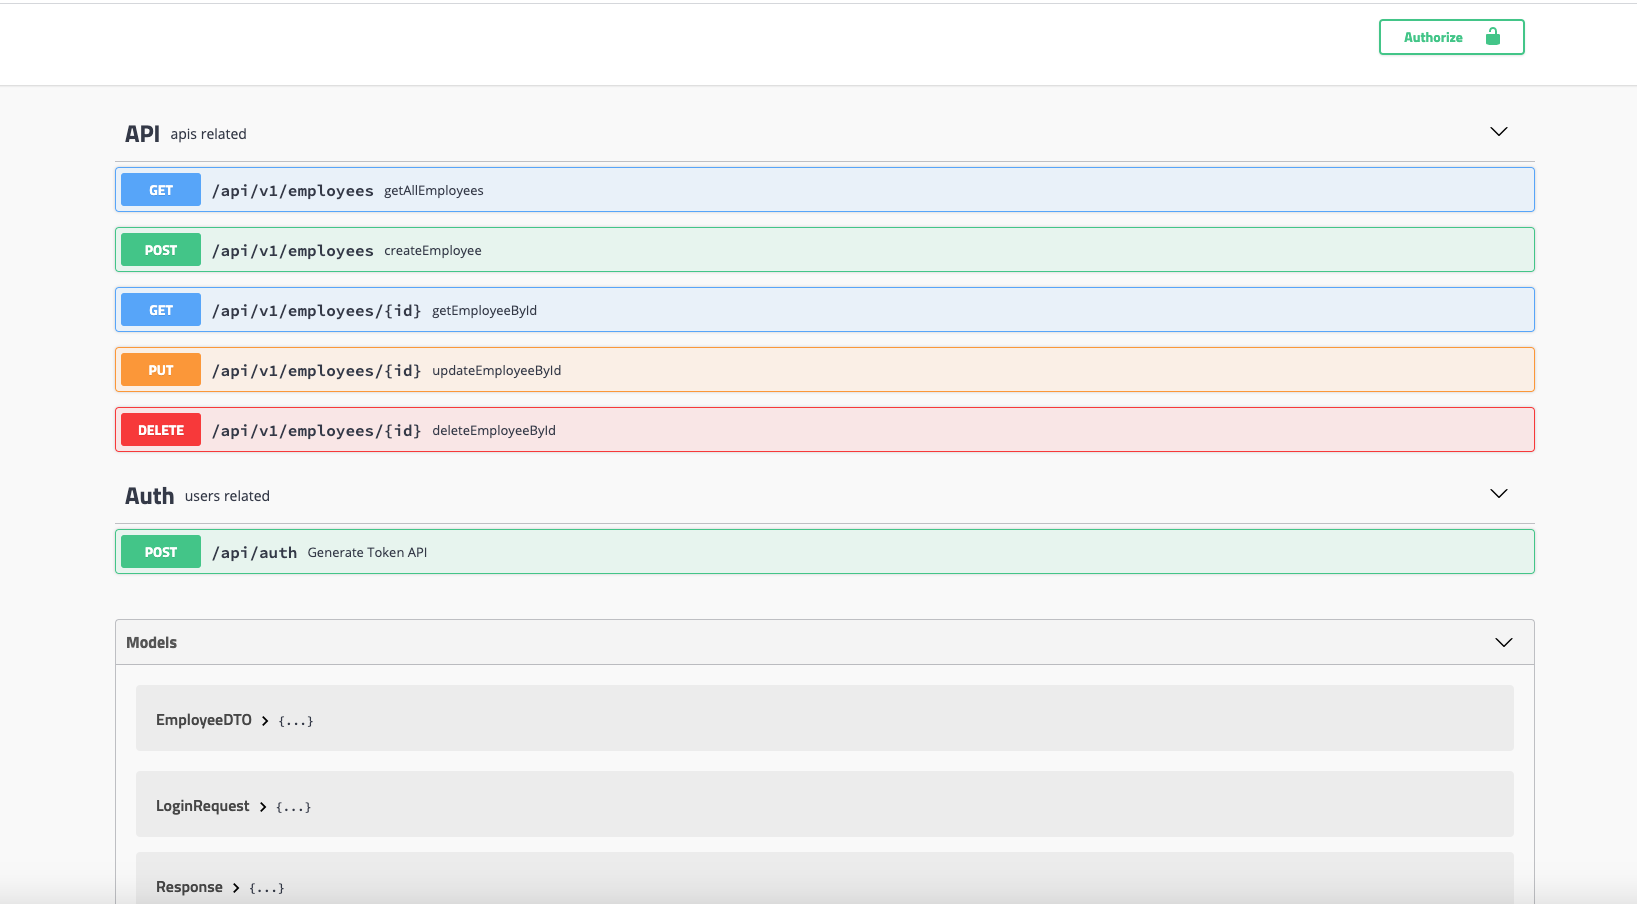 Authorize
API apis related
GET /api/v1/employees getAllEmployees
POST /api/v1/employees createEmployee
GET /api/v1/employees/{id} getEmployeeById
PUT /api/v1/employees/{id} updateEmployeeById
DELETE /api/v1/employees/{id} deleteEmployeeById
Auth users related
POST /api/auth Generate Token API
Models
EmployeeDTO > {...}
LoginRequest > {...}
Response > {...}